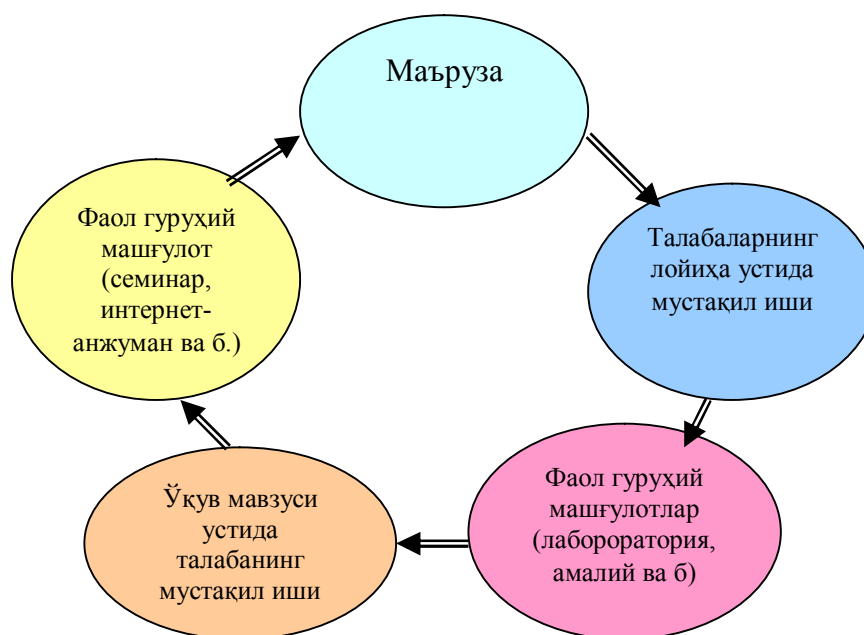 Маъруза
Талабаларнинг
лойиҳа устида
мустақил иши
Фаол гуруҳий
машғулотлар
(лабороратория,
амалий ва б)
Ўқув мавзуси
устида
талабанинг
мустақил иши
Фаол гуруҳий
машғулот
(семинар,
интернет-
анжуман ва б.)